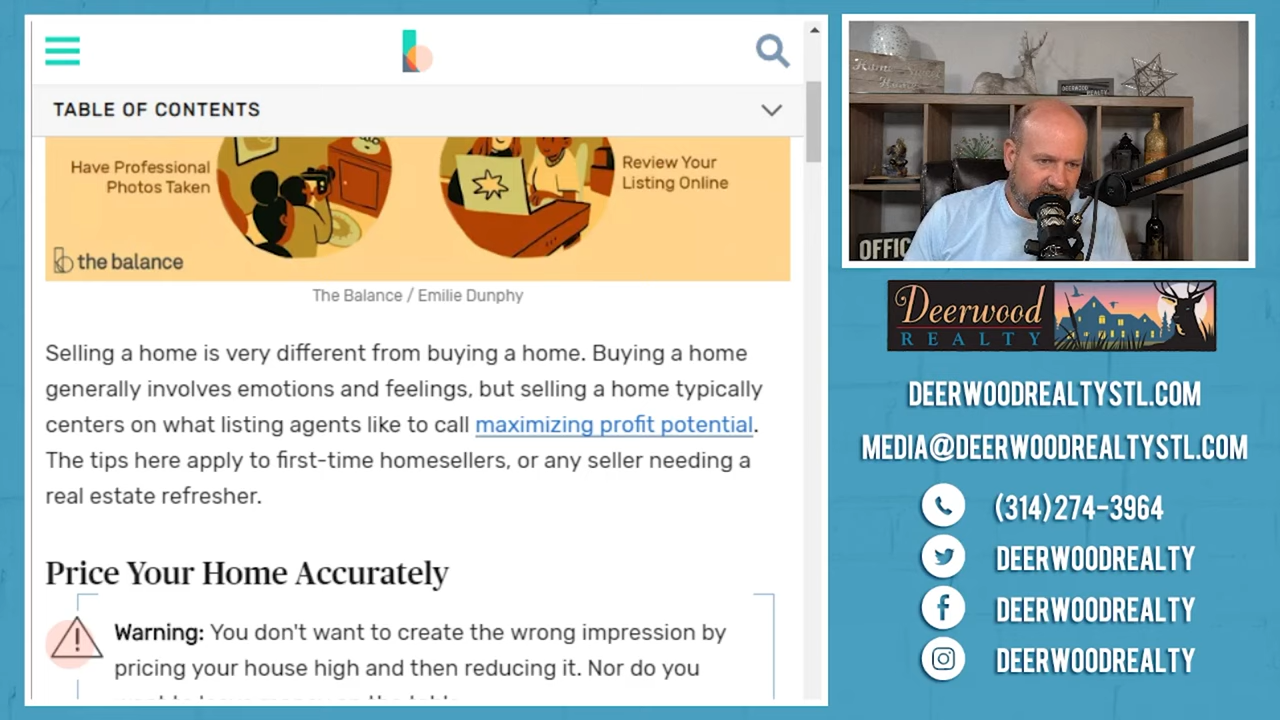 TABLE OF CONTENTS
Have Professional
Photos Taken
Review Your
Listing Online
the balance
The Balance / Emilie Dunphy
Selling a home is very different from buying a home. Buying a home
generally involves emotions and feelings, but selling a home typically
centers on what listing agents like to call maximizing profit potential.
The tips here apply to first-time homesellers, or any seller needing a
real estate refresher.
Price Your Home Accurately
Warning: You don't want to create the wrong impression by
pricing your house high and then reducing it. Nor do you
Home Sweet
Home
DEERWOOD
REALTY
OFFIC
Deerwood
REALTY
DEERWOODREALTYSTL.COM
MEDIA@DEERWOODREALTYSTL.COM
(314)274-3964
DEERWOODREALTY
DEERWOODREALTY
DEERWOODREALTY